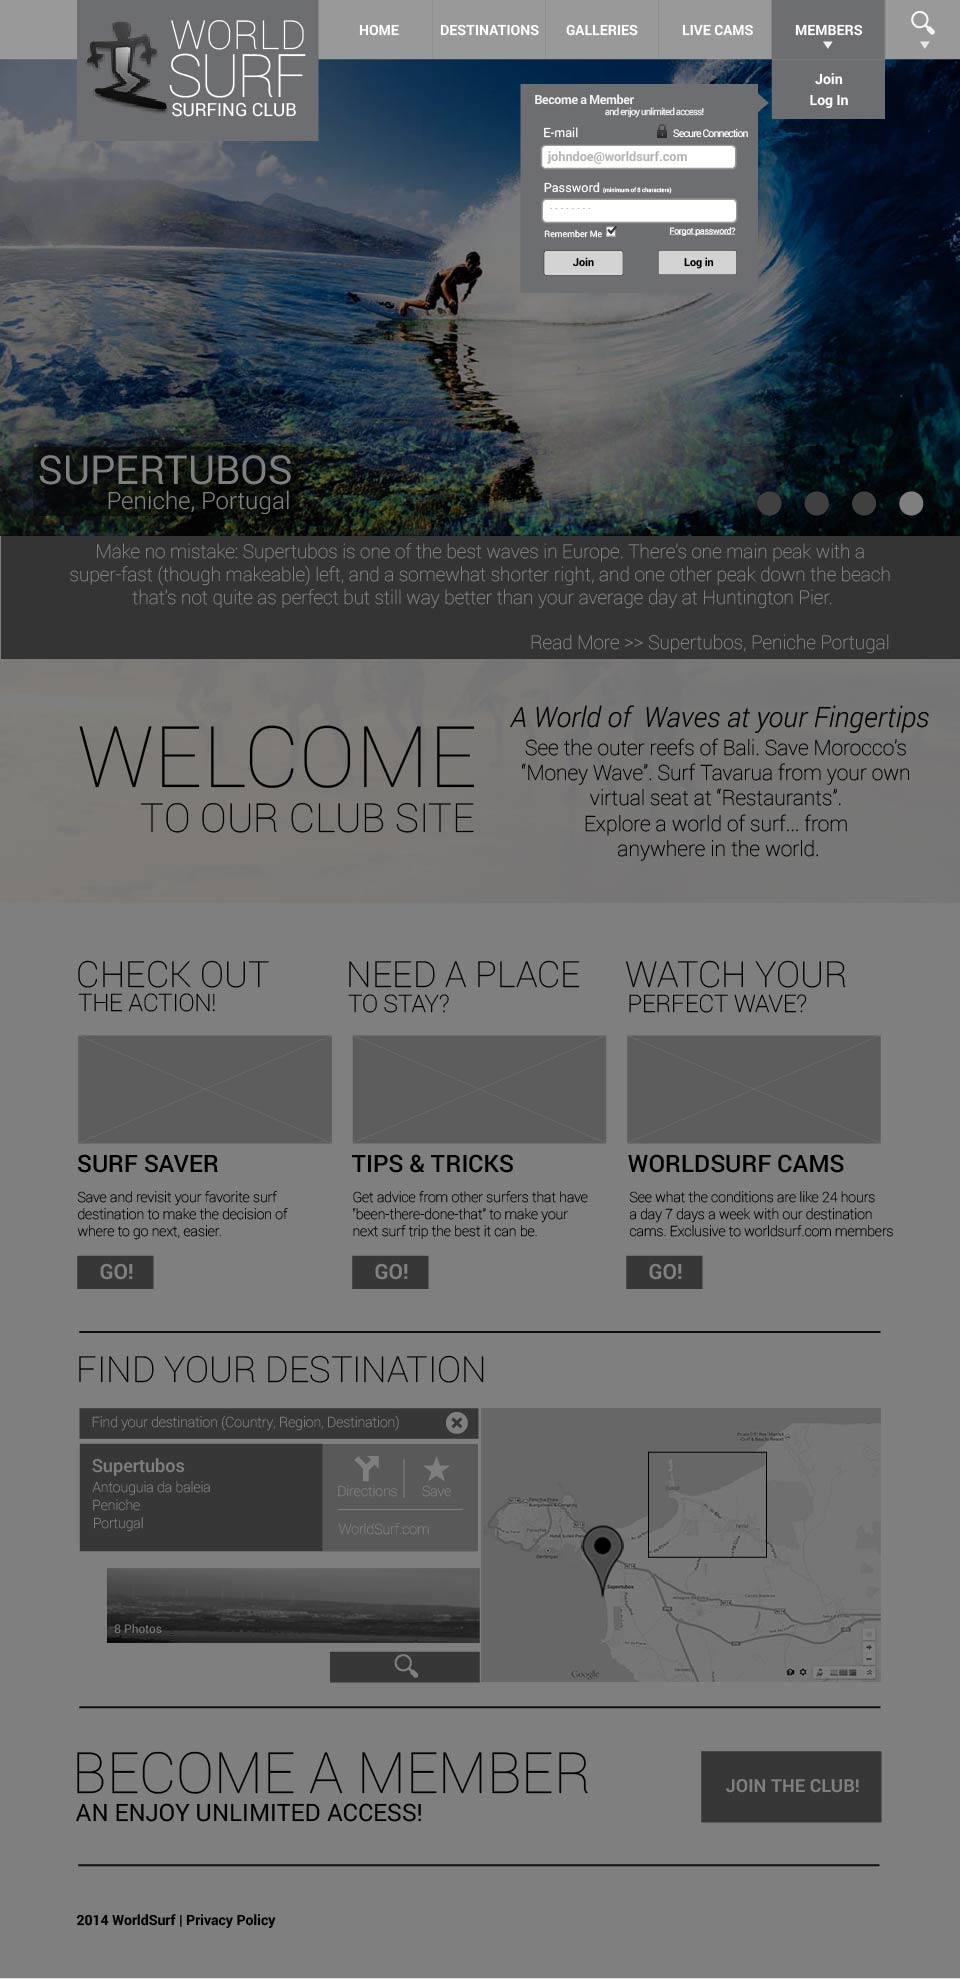 WORLD
SURF
SURFING CLUB
HOME
DESTINATIONS
GALLERIES
LIVE CAMS
MEMBERS
Join
Log In
Become a Member
and enjoy unlimited access!
E-mail
Secure Connection
johndoe@worldsurf.com
Password (minimum of 8 characters)
--------
Remember Me
Forgot password?
Join
Log in
SUPERTUBOS
Peniche, Portugal
Make no mistake: Supertubos is one of the best waves in Europe. There's one main peak with a
super-fast (though makeable) left, and a somewhat shorter right, and one other peak down the beach
that's not quite as perfect but still way better than your average day at Huntington Pier.
Read More >> Supertubos, Peniche Portugal
WELCOME
TO OUR CLUB SITE
A World of Waves at your Fingertips
See the outer reefs of Bali. Save Morocco's
"Money Wave". Surf Tavarua from your own
virtual seat at "Restaurants".
Explore a world of surf... from
anywhere in the world.
CHECK OUT
THE ACTION!
SURF SAVER
Save and revisit your favorite surf
destination to make the decision of
where to go next, easier.
GO!
NEED A PLACE
TO STAY?
TIPS & TRICKS
Get advice from other surfers that have
"been-there-done-that" to make your
next surf trip the best it can be.
GO!
WATCH YOUR
PERFECT WAVE?
WORLDSURF CAMS
See what the conditions are like 24 hours
a day 7 days a week with our destination
cams. Exclusive to worldsurf.com members
GO!
FIND YOUR DESTINATION
Find your destination (Country, Region, Destination)
Supertubos
Antouguia da baleia
Peniche
Portugal
Directions
Save
WorldSurf.com
8 Photos
Supertubos
Google
BECOME A MEMBER
AN ENJOY UNLIMITED ACCESS!
JOIN THE CLUB!
2014 WorldSurf | Privacy Policy